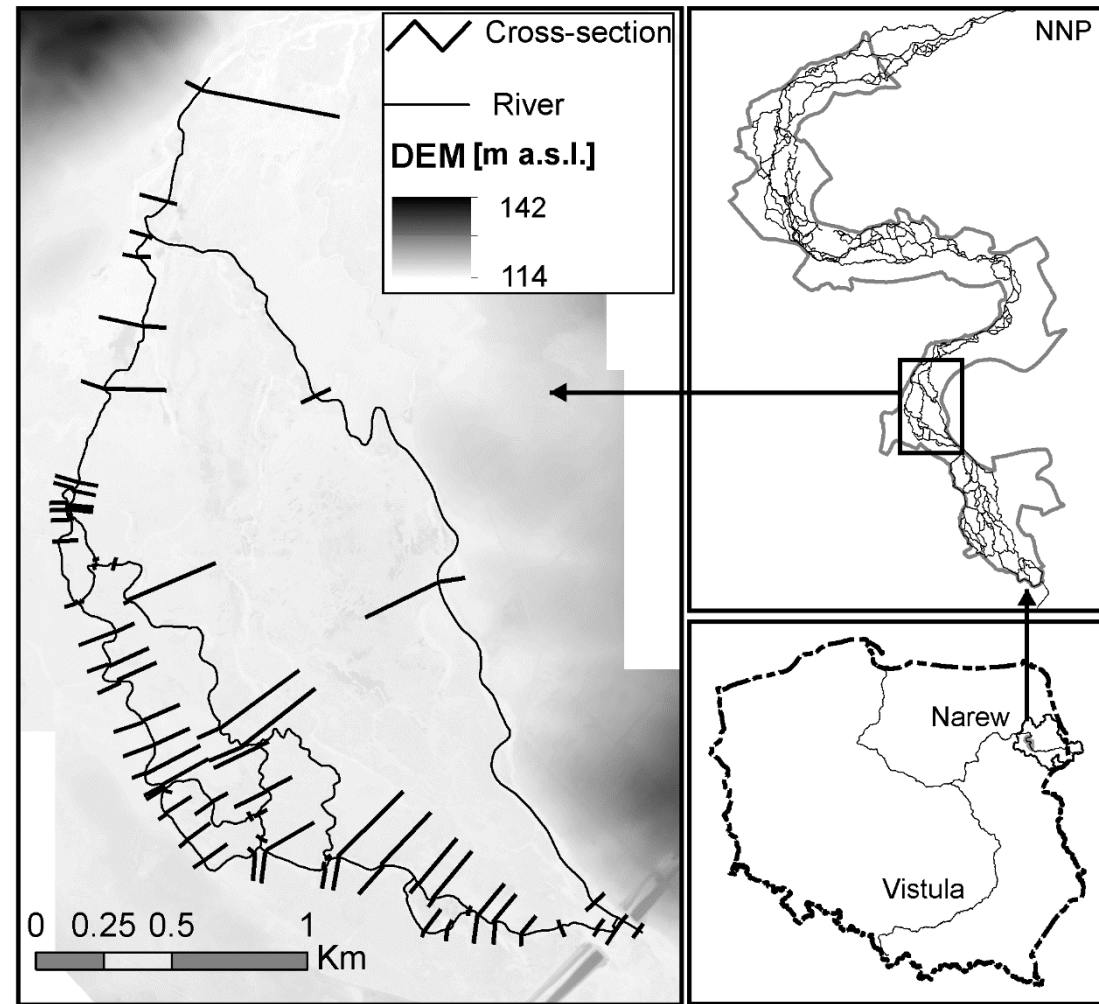 Cross-section
River
DEM [m a.s.l.]
142
114
0 0.25 0.5 1
Km
NNP
Narew
Vistula